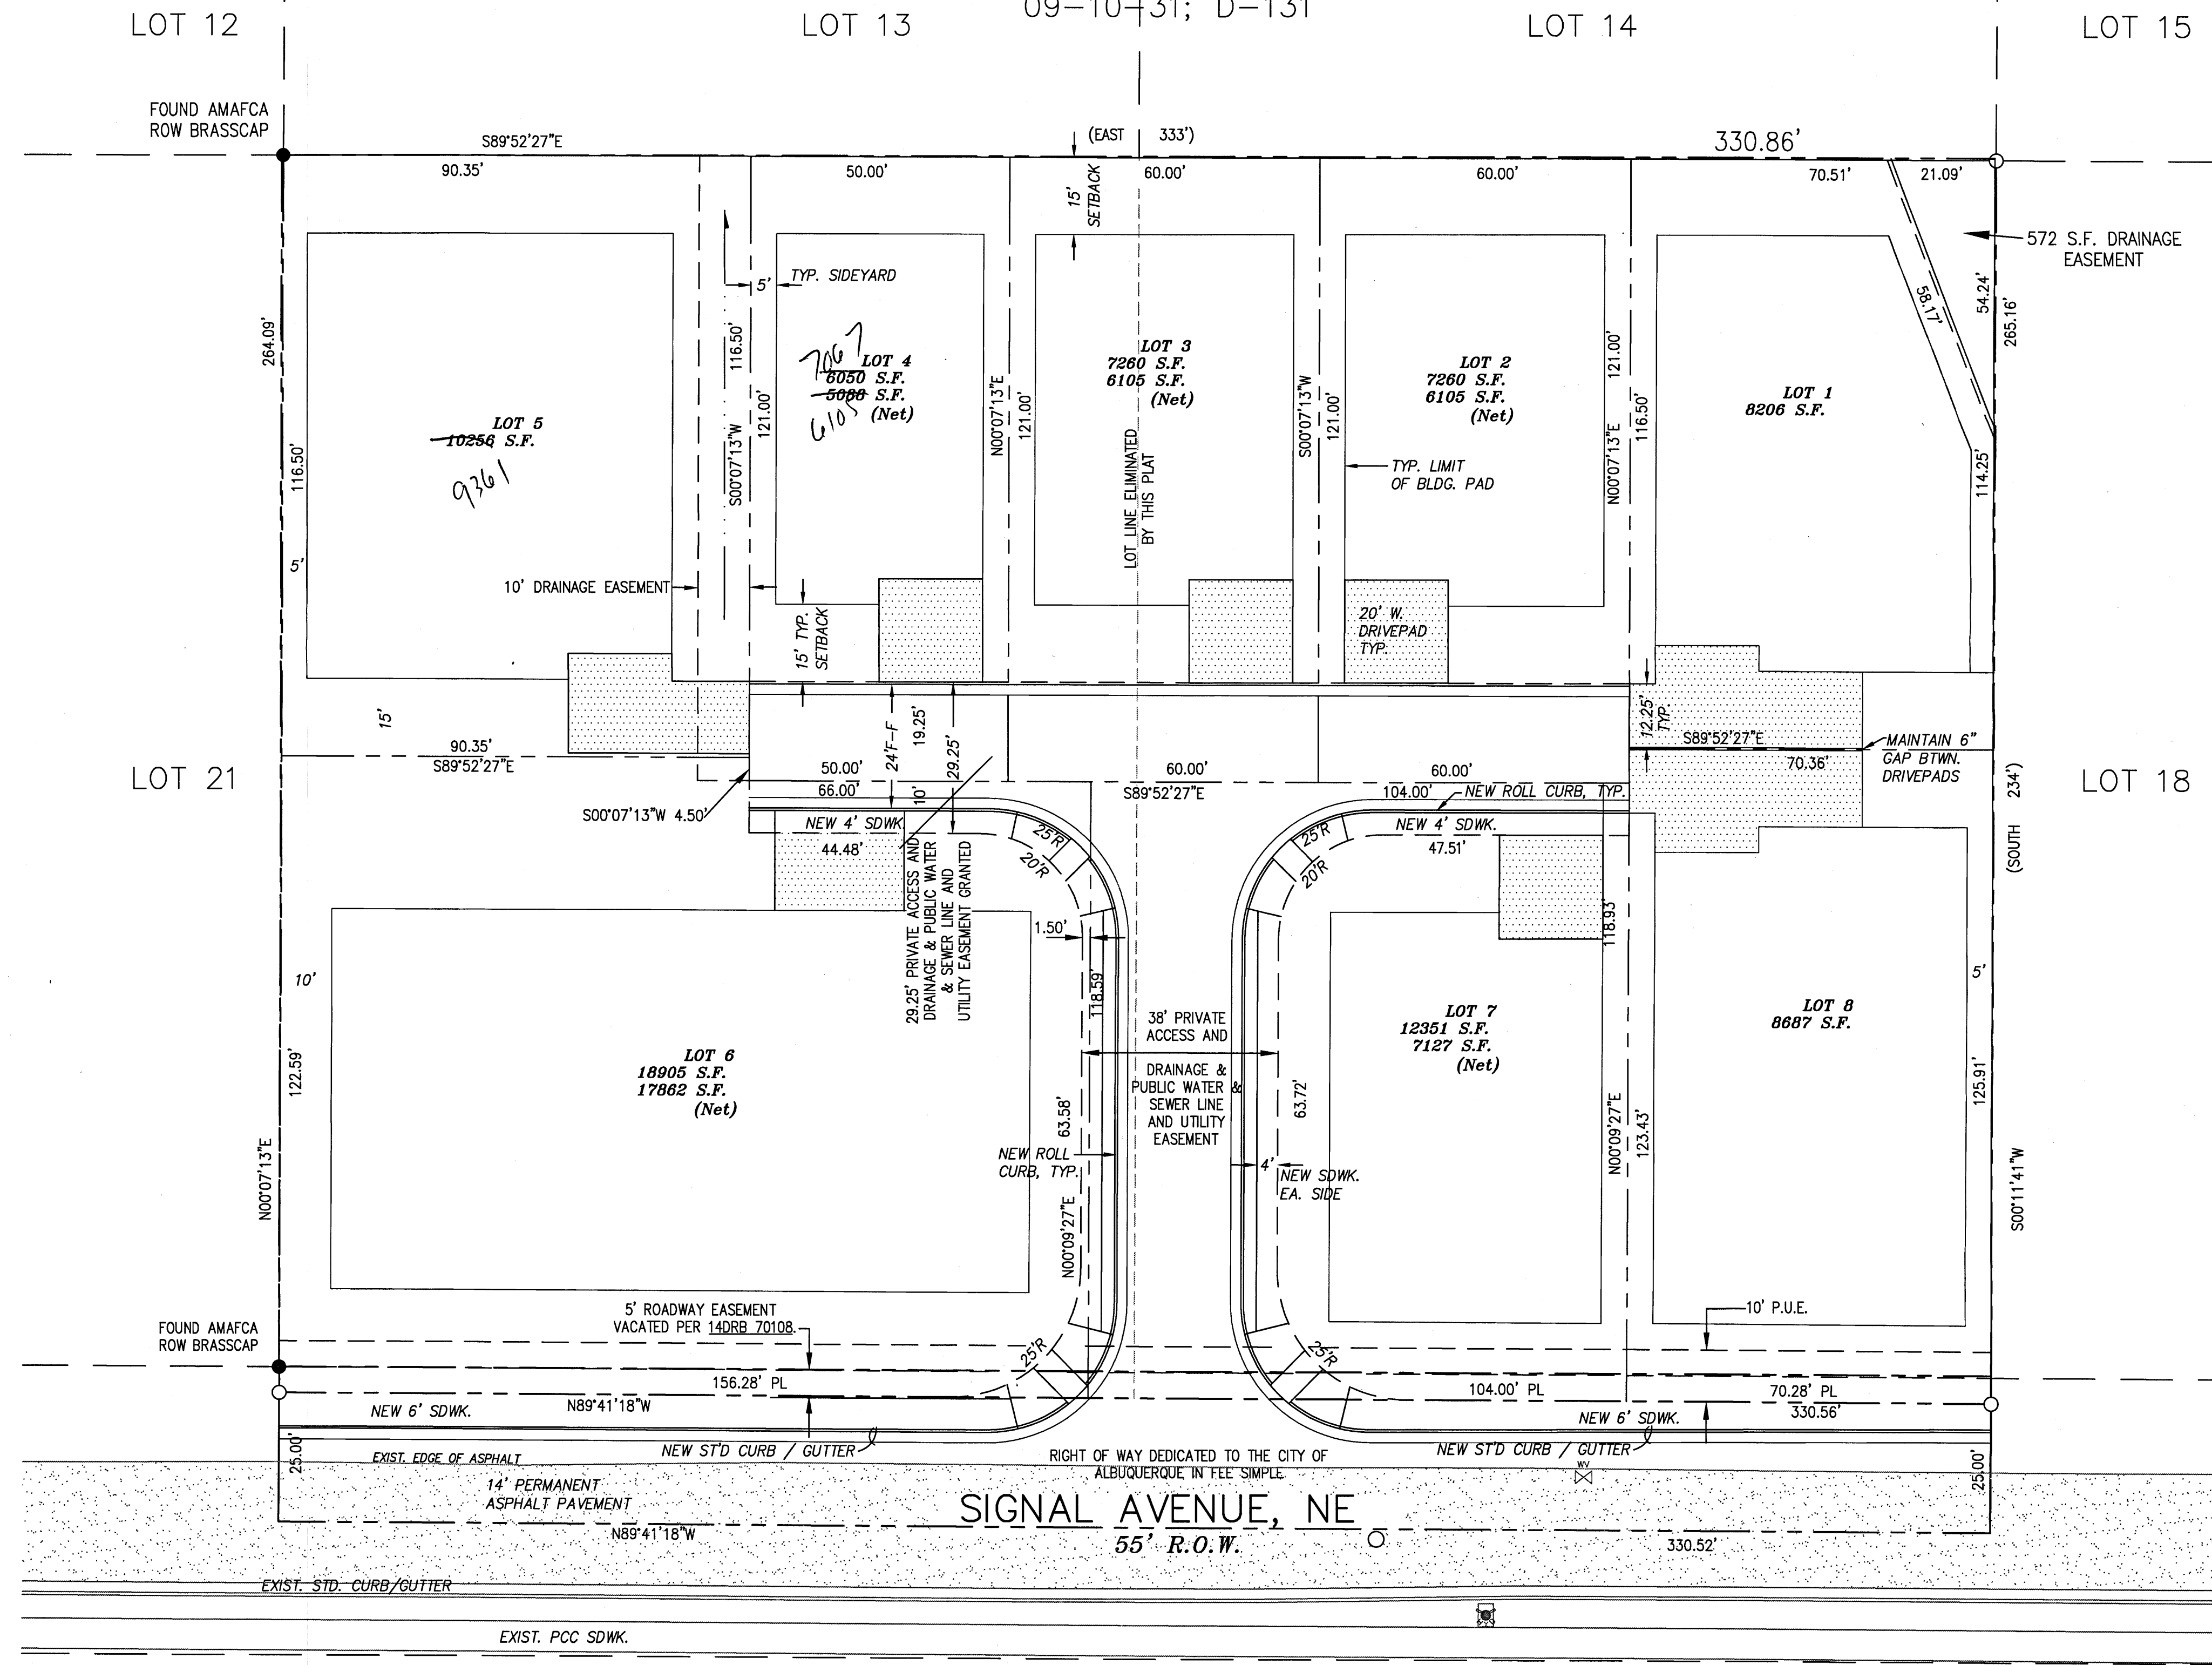 09-10-31; D-131
LOT 12
LOT 13
LOT 14
LOT 15
FOUND AMAFCA
ROW BRASSCAP
S89°52'27"E
(EAST 333')
330.86'
90.35'
50.00'
60.00'
60.00'
70.51'
21.09'
15'
SETBACK
572 S.F. DRAINAGE
EASEMENT
5'
TYP. SIDEYARD
54.24'
58.17'
265.16'
264.09'
116.50'
7067
LOT 4
6050 S.F.
5088 S.F.
(Net)
6105
LOT 3
7260 S.F.
6105 S.F.
(Net)
LOT 2
7260 S.F.
6105 S.F.
(Net)
LOT 1
8206 S.F.
LOT 5
10256 S.F.
9361
116.50'
S00°07'13"W
121.00'
N00°07'13"E
121.00'
LOT LINE ELIMINATED
BY THIS PLAT
S00°07'13"W
121.00'
TYP. LIMIT
OF BLDG. PAD
121.00'
N00°07'13"E
116.50'
114.25'
5'
10' DRAINAGE EASEMENT
15' TYP.
SETBACK
20' W.
DRIVEPAD
TYP.
15'
24'F-F
19.25'
29.25'
12.25'
TYP.
90.35'
S89°52'27"E
S89°52'27"E
70.36'
MAINTAIN 6"
GAP BTWN.
DRIVEPADS
LOT 21
LOT 18
50.00'
60.00'
60.00'
66.00'
10'
S89°52'27"E
104.00'
NEW ROLL CURB, TYP.
S00°07'13"W 4.50'
NEW 4' SDWK.
44.48'
25'R
20'R
25'R
20'R
NEW 4' SDWK.
47.51'
(SOUTH 234')
29.25' PRIVATE ACCESS AND
DRAINAGE & PUBLIC WATER
& SEWER LINE AND
UTILITY EASEMENT GRANTED
1.50'
118.59'
118.93'
10'
5'
38' PRIVATE
ACCESS AND
DRAINAGE &
PUBLIC WATER &
SEWER LINE
AND UTILITY
EASEMENT
LOT 6
18905 S.F.
17862 S.F.
(Net)
LOT 7
12351 S.F.
7127 S.F.
(Net)
LOT 8
8687 S.F.
122.59'
63.58'
63.72'
N00°09'27"E
123.43'
125.91'
N00°07'13"E
NEW ROLL
CURB, TYP.
4'
NEW SDWK.
EA. SIDE
N00°09'27"E
S00°11'41"W
5' ROADWAY EASEMENT
VACATED PER 14DRB 70108.
10' P.U.E.
FOUND AMAFCA
ROW BRASSCAP
25'R
25'R
156.28' PL
104.00' PL
70.28' PL
N89°41'18"W
330.56'
NEW 6' SDWK.
NEW 6' SDWK.
25.00'
EXIST. EDGE OF ASPHALT
NEW ST'D CURB / GUTTER
RIGHT OF WAY DEDICATED TO THE CITY OF
ALBUQUERQUE IN FEE SIMPLE
NEW ST'D CURB / GUTTER
WV
25.00'
14' PERMANENT
ASPHALT PAVEMENT
SIGNAL AVENUE, NE
N89°41'18"W
55' R.O.W.
330.52'
EXIST. STD. CURB/GUTTER
EXIST. PCC SDWK.